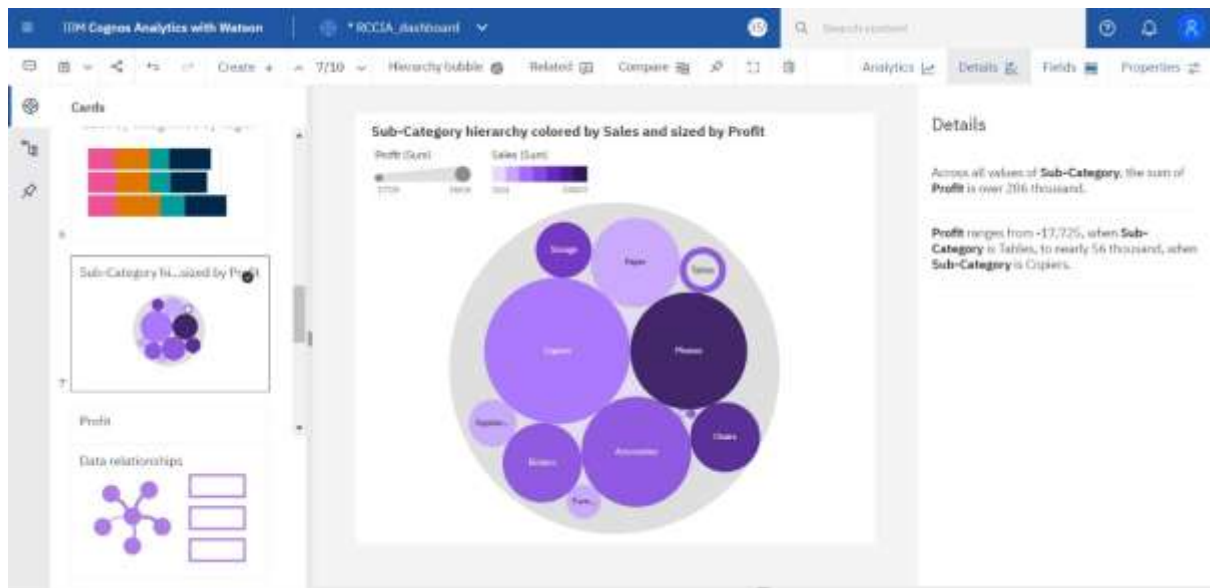 IBM Cognos Analytics with Watson
* RCCIA_dashboard
Search content
Create +
7/10
Hierarchy bubble
Related
Compare
Analytics
Details
Fields
Properties
Cards
6
Sub-Category hi...sized by Profit
7
Profit
Data relationships
Sub-Category hierarchy colored by Sales and sized by Profit
Profit (Sum)
Sales (Sum)
Storage
Paper
Tables
Copiers
Phones
Chairs
Binders
Accessories
Furn...
Details
Across all values of Sub-Category, the sum of
Profit is over 286 thousand.
Profit ranges from -17,725, when Sub-
Category is Tables, to nearly 56 thousand, when
Sub-Category is Copiers.